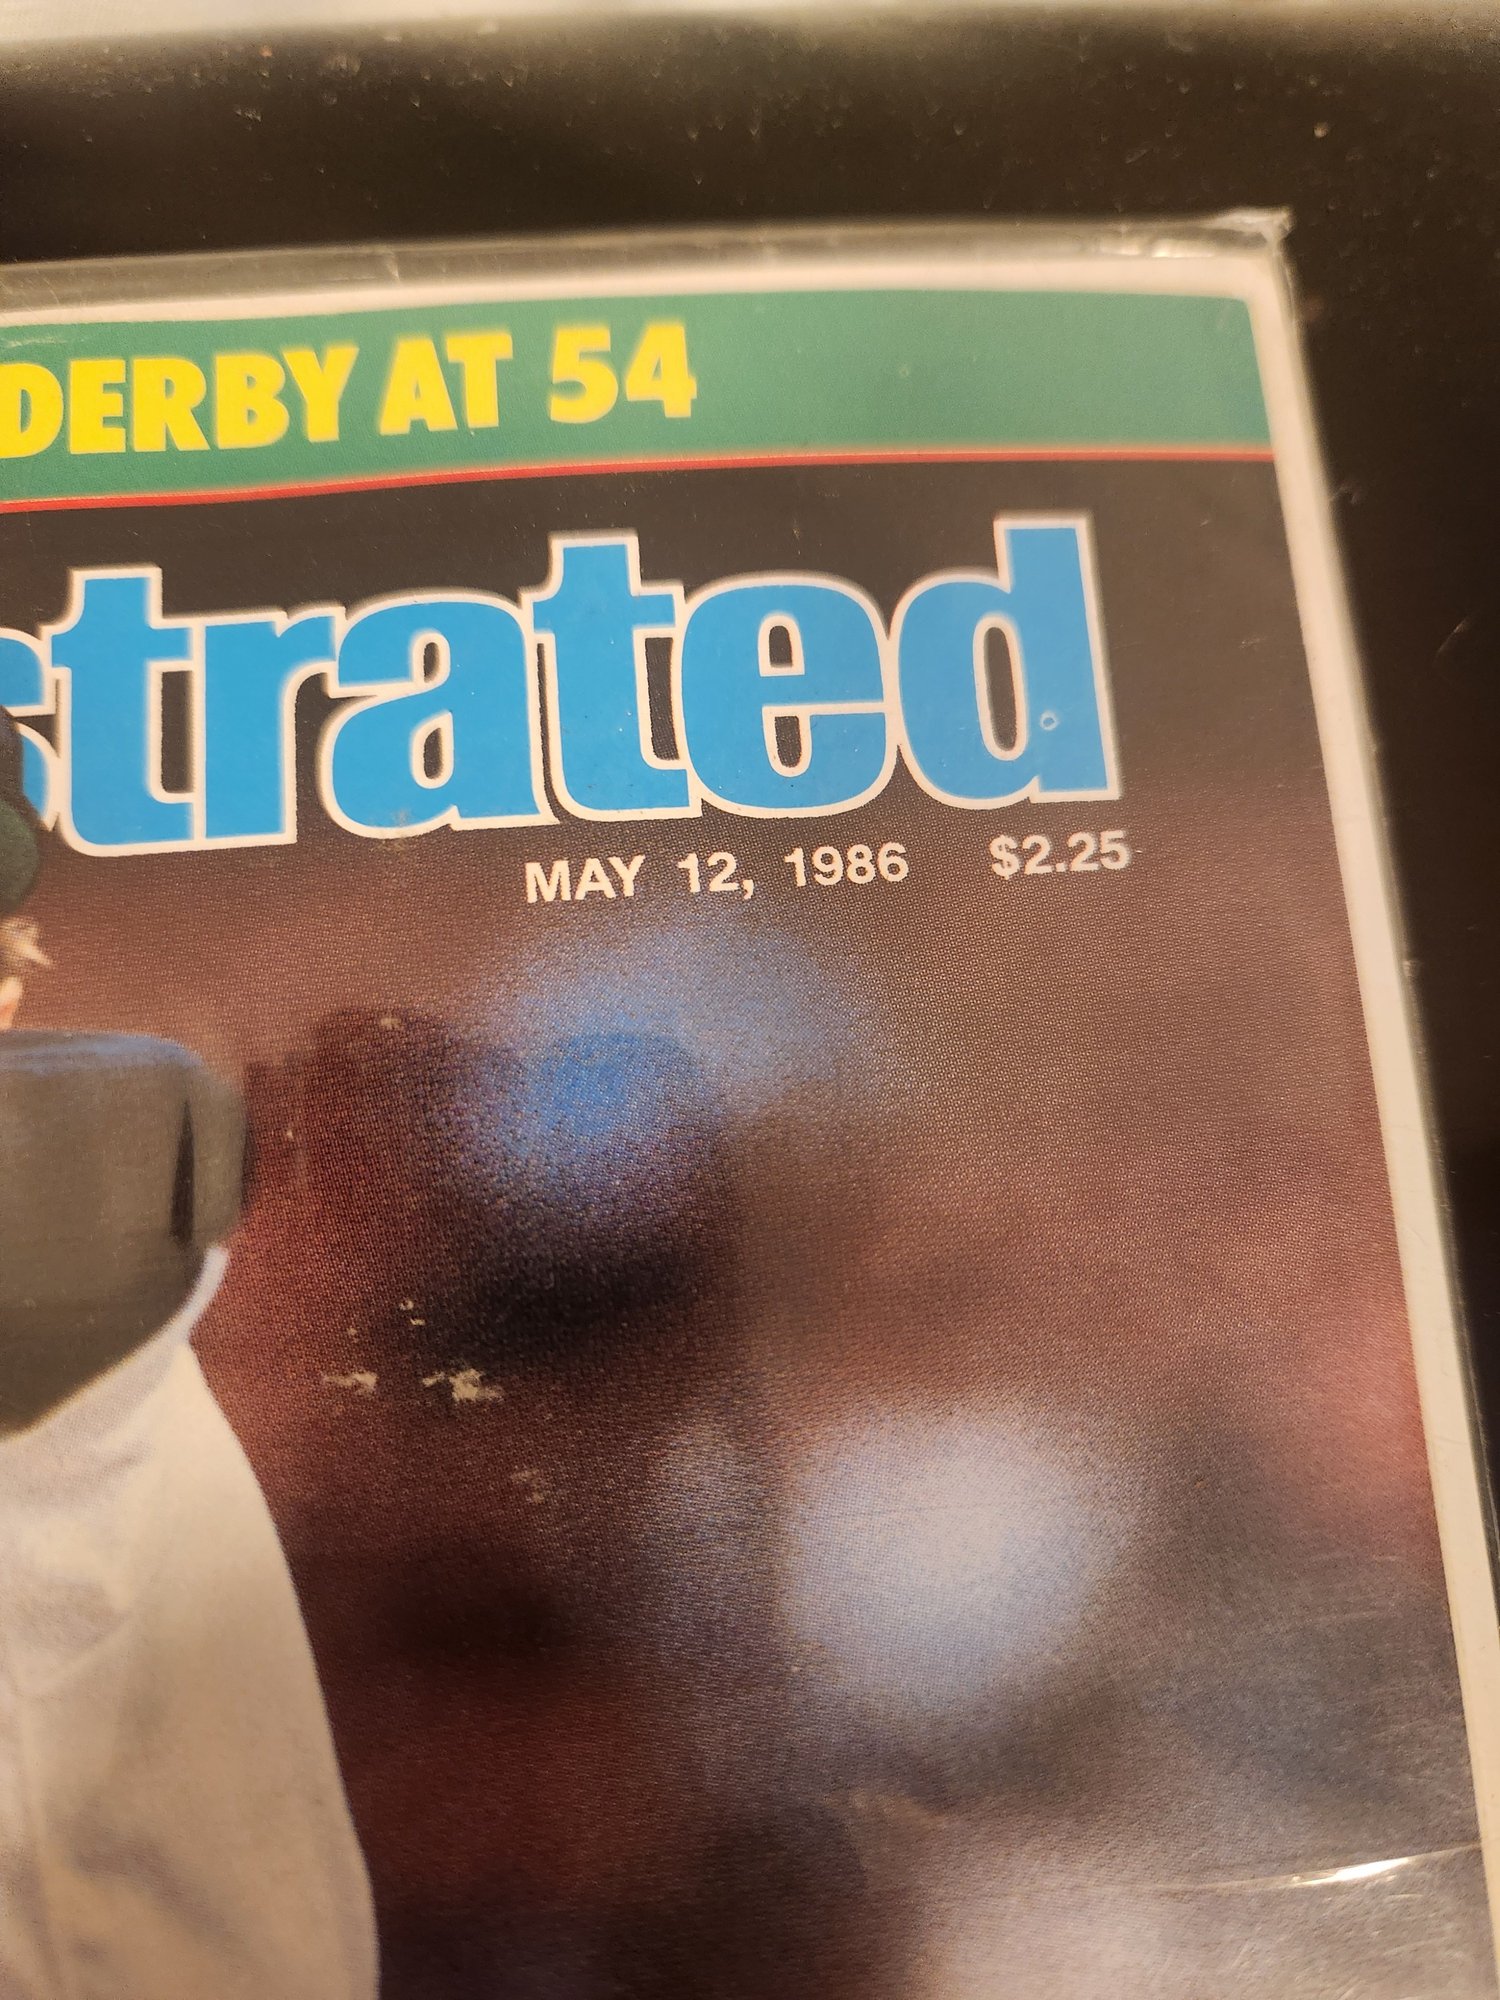 DERBY AT 54
strated
MAY 12, 1986 $2.25